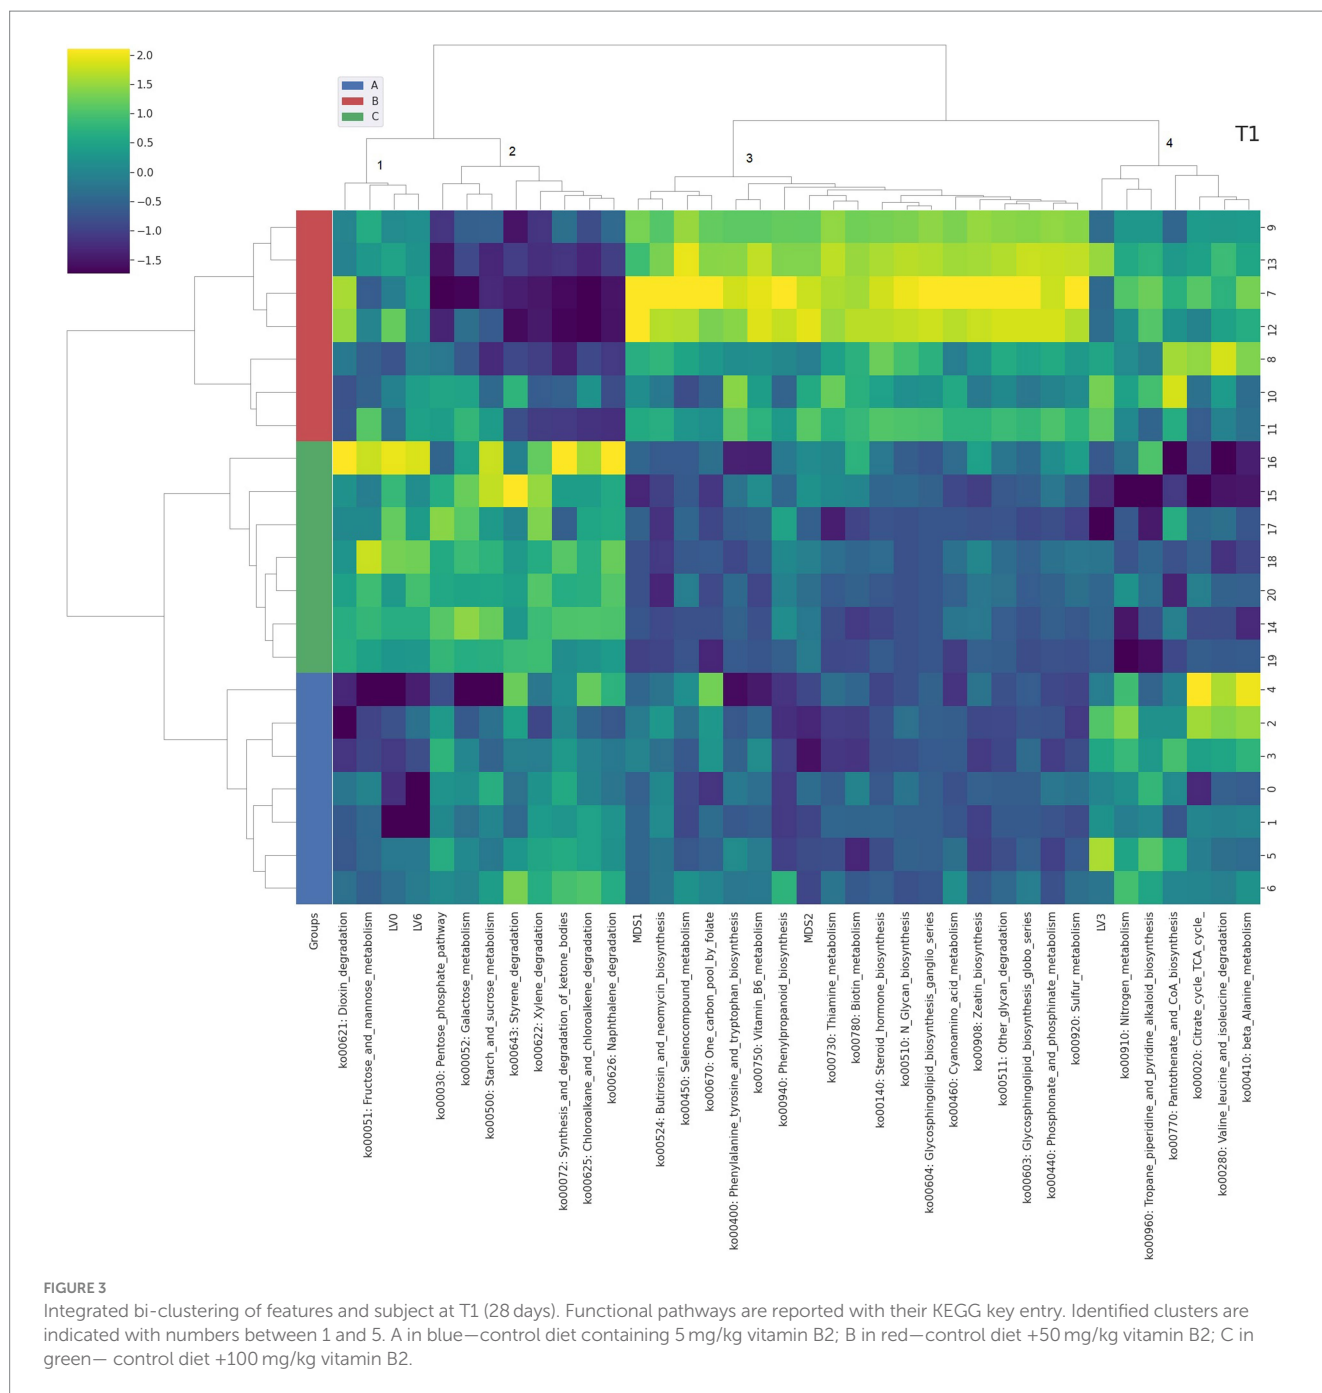 2.0
1.5
1.0
0.5
0.0
−0.5
−1.0
−1.5
A
B
C
T1
1
2
3
4
9
13
7
12
8
10
11
16
15
17
18
20
14
19
4
2
3
0
1
5
6
Groups
ko00621: Dioxin_degradation
ko00051: Fructose_and_mannose_metabolism
LV0
LV6
ko00030: Pentose_phosphate_pathway
ko00052: Galactose_metabolism
ko00500: Starch_and_sucrose_metabolism
ko00643: Styrene_degradation
ko00622: Xylene_degradation
ko00072: Synthesis_and_degradation_of_ketone_bodies
ko00625: Chloroalkane_and_chloroalkene_degradation
ko00626: Naphthalene_degradation
MDS1
ko00524: Butirosin_and_neomycin_biosynthesis
ko00450: Selenocompound_metabolism
ko00670: One_carbon_pool_by_folate
ko00400: Phenylalanine_tyrosine_and_tryptophan_biosynthesis
ko00750: Vitamin_B6_metabolism
ko00940: Phenylpropanoid_biosynthesis
MDS2
ko00730: Thiamine_metabolism
ko00780: Biotin_metabolism
ko00140: Steroid_hormone_biosynthesis
ko00510: N_Glycan_biosynthesis
ko00604: Glycosphingolipid_biosynthesis_ganglio_series
ko00460: Cyanoamino_acid_metabolism
ko00908: Zeatin_biosynthesis
ko00511: Other_glycan_degradation
ko00603: Glycosphingolipid_biosynthesis_globo_series
ko00440: Phosphonate_and_phosphinate_metabolism
ko00920: Sulfur_metabolism
LV3
ko00910: Nitrogen_metabolism
ko00960: Tropane_piperidine_and_pyridine_alkaloid_biosynthesis
ko00770: Pantothenate_and_CoA_biosynthesis
ko00020: Citrate_cycle_TCA_cycle_
ko00280: Valine_leucine_and_isoleucine_degradation
ko00410: beta_Alanine_metabolism
FIGURE 3
Integrated bi-clustering of features and subject at T1 (28 days). Functional pathways are reported with their KEGG key entry. Identified clusters are
indicated with numbers between 1 and 5. A in blue—control diet containing 5 mg/kg vitamin B2; B in red—control diet +50 mg/kg vitamin B2; C in
green— control diet +100 mg/kg vitamin B2.